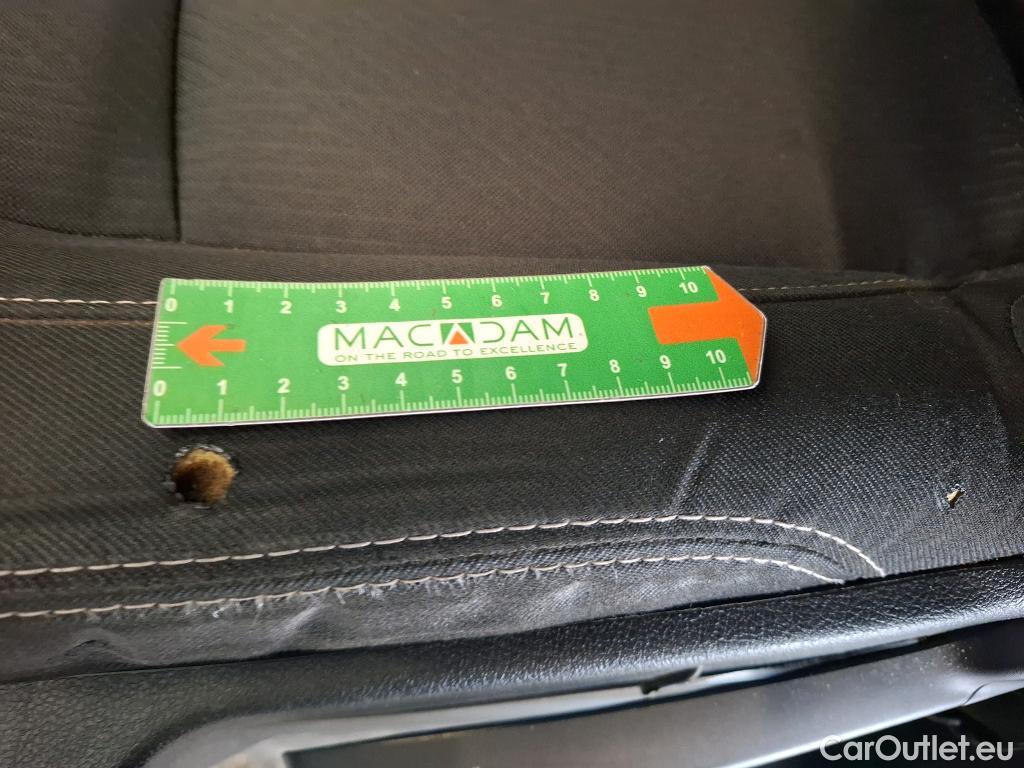 0 1 2 3 4 5 6 7 8 9 10
MACADAM
ON THE ROAD TO EXCELLENCE
0 1 2 3 4 5 6 7 8 9 10
CarOutlet.eu